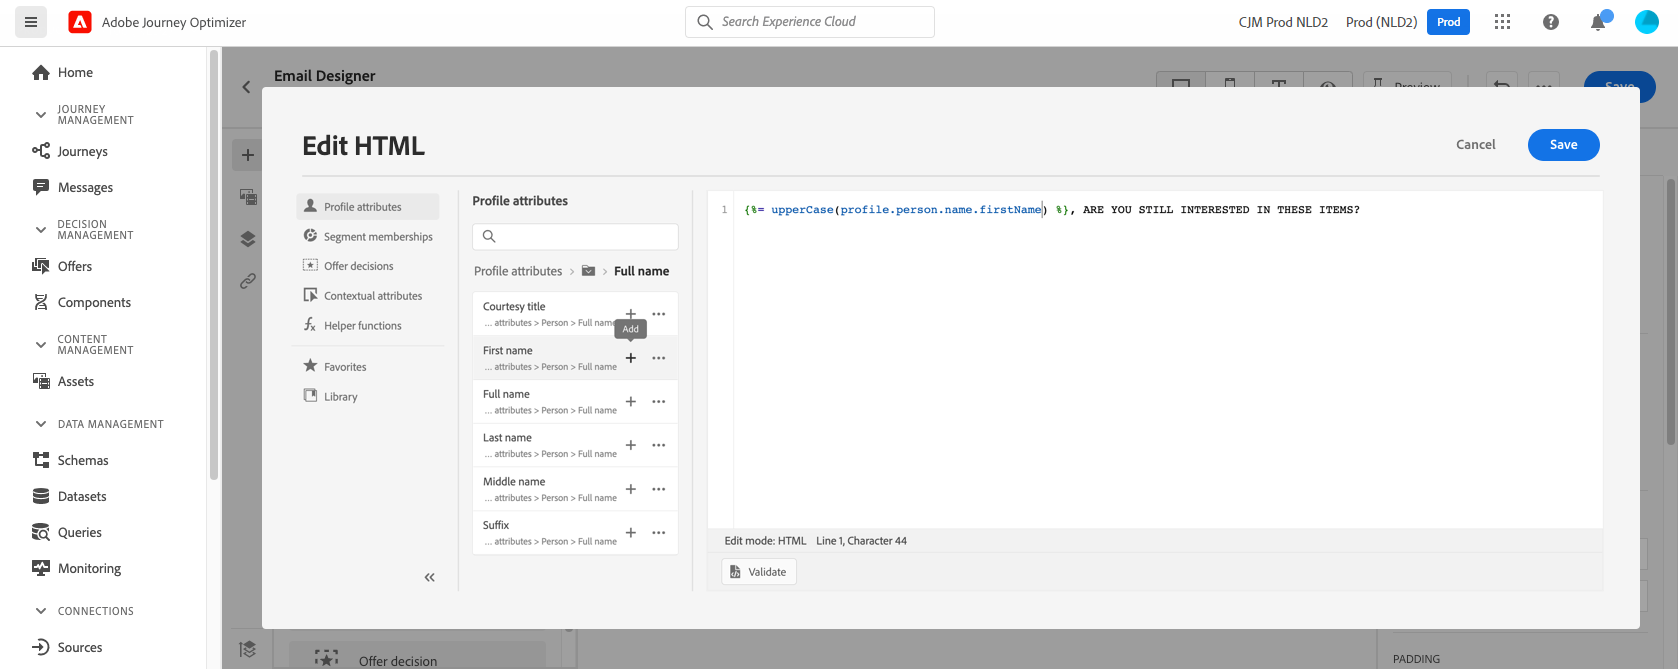 Adobe Journey Optimizer
Search Experience Cloud
CJM Prod NLD2
Prod (NLD2)
Prod
Home
JOURNEY MANAGEMENT
Journeys
Messages
DECISION MANAGEMENT
Offers
Components
CONTENT MANAGEMENT
Assets
DATA MANAGEMENT
Schemas
Datasets
Queries
Monitoring
CONNECTIONS
Sources
Email Designer
Preview
Save
Edit HTML
Cancel
Save
Profile attributes
Segment memberships
Offer decisions
Contextual attributes
Helper functions
Favorites
Library
Profile attributes
Profile attributes > Full name
Courtesy title
... attributes > Person > Full name
Add
First name
... attributes > Person > Full name
Full name
... attributes > Person > Full name
Last name
... attributes > Person > Full name
Middle name
... attributes > Person > Full name
Suffix
... attributes > Person > Full name
1 {%= upperCase(profile.person.name.firstName) %}, ARE YOU STILL INTERESTED IN THESE ITEMS?
Edit mode: HTML Line 1, Character 44
Validate
Offer decision
PADDING